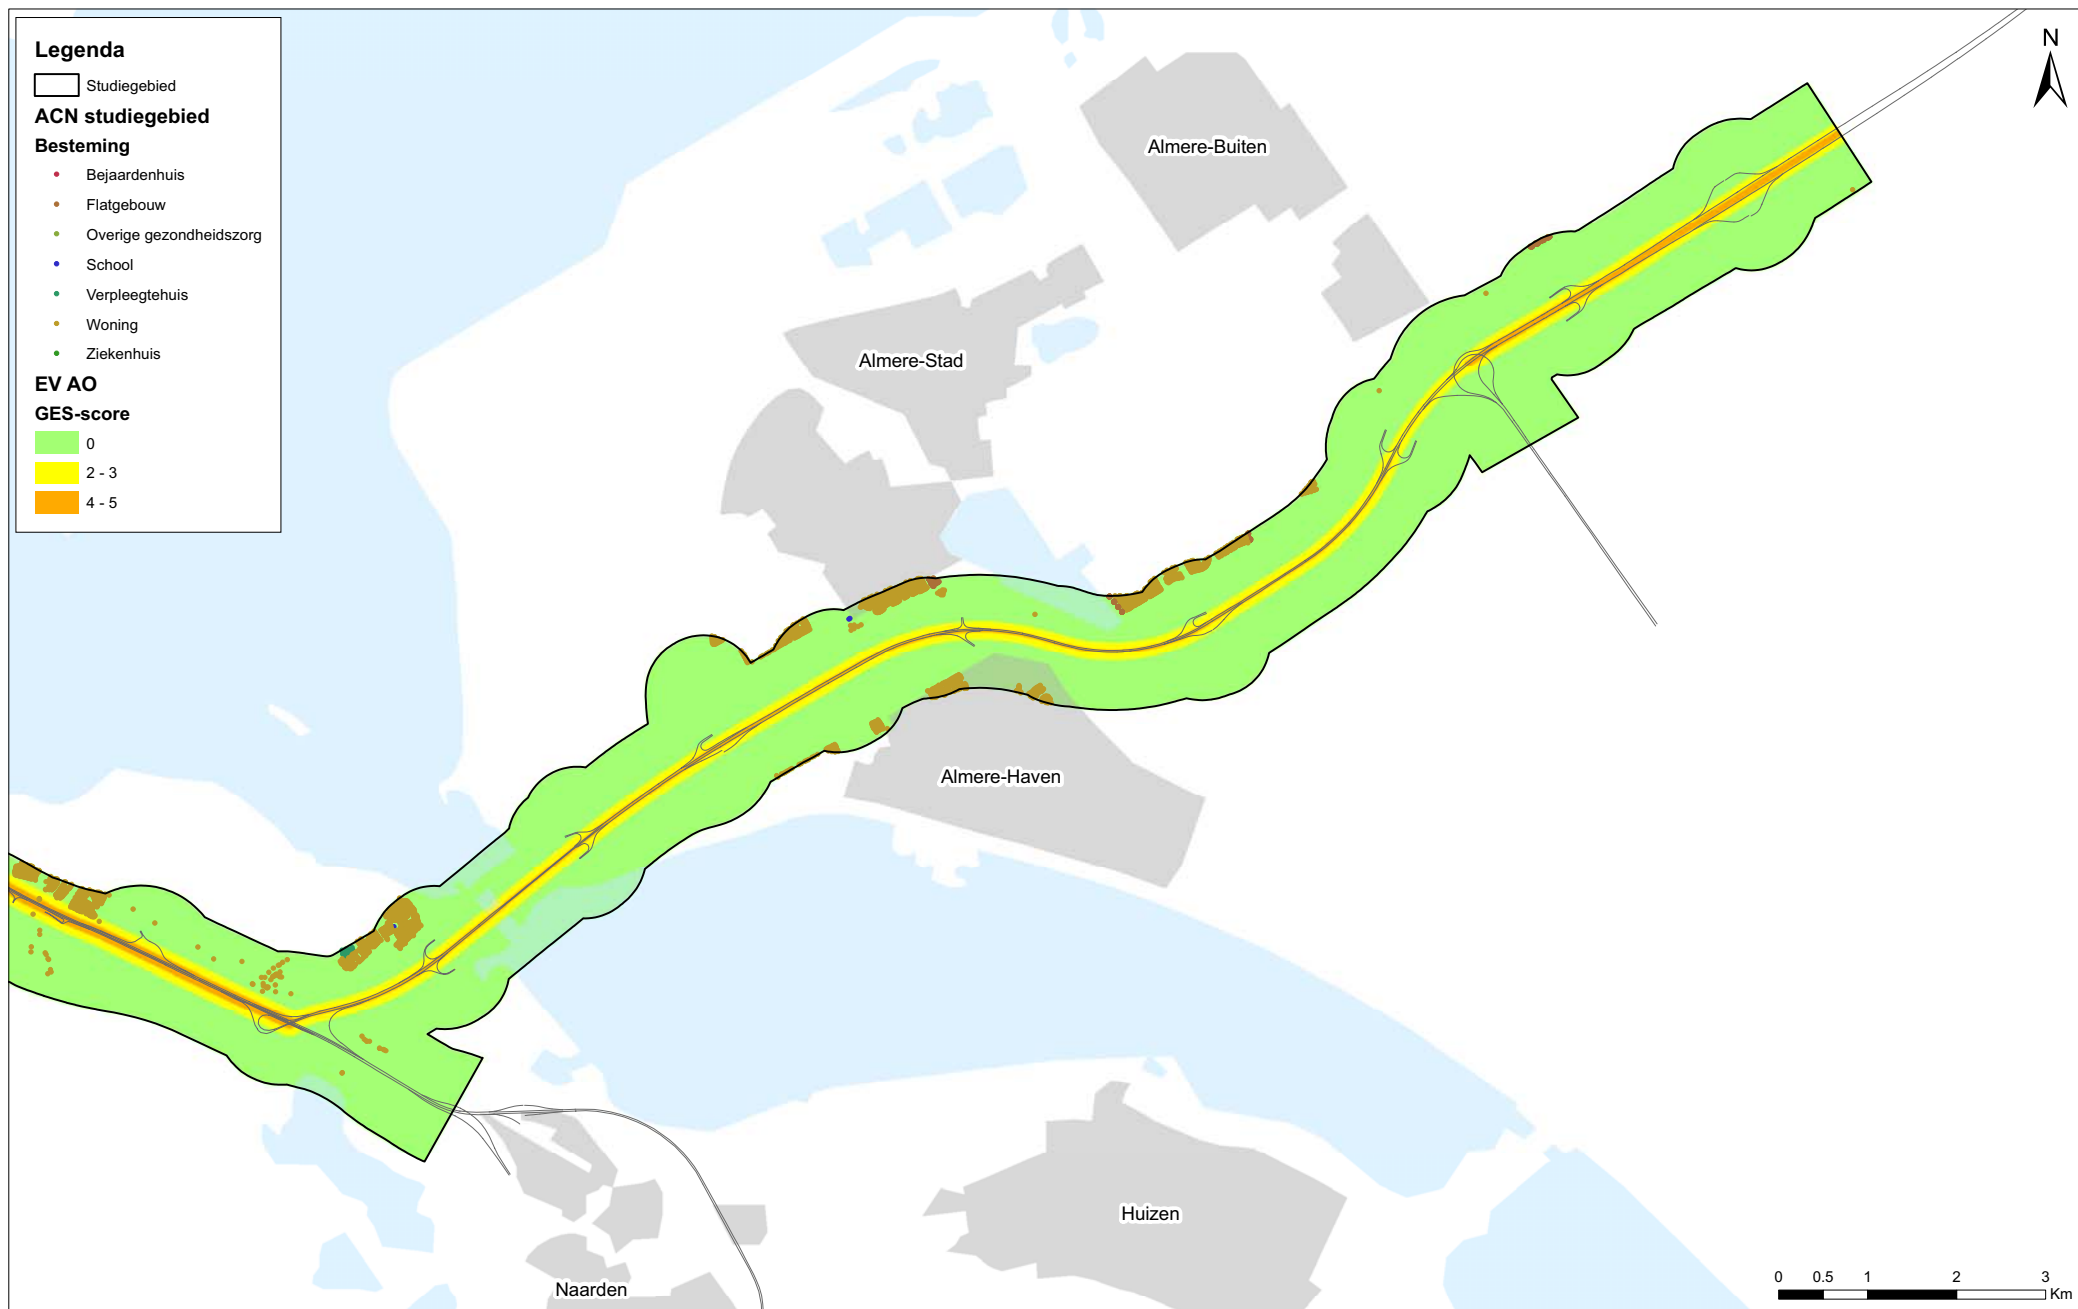 Legenda
Studiegebied
ACN studiegebied
Besteming
Bejaardenhuis
Flatgebouw
Overige gezondheidszorg
School
Verpleegtehuis
Woning
Ziekenhuis
EV AO
GES-score
0
2 - 3
4 - 5
N
Almere-Buiten
Almere-Stad
Almere-Haven
Huizen
Naarden
0 0.5 1 2 3
Km